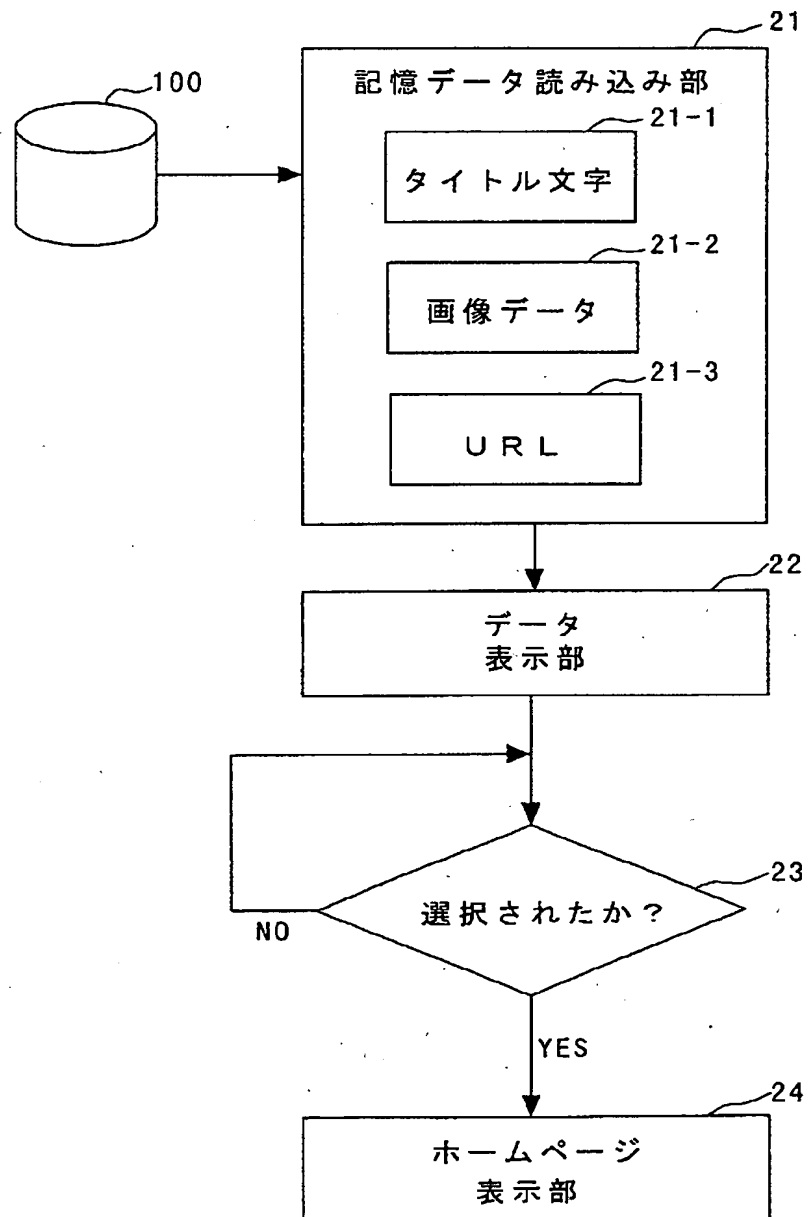 21
100
記憶データ読み込み部
21-1
タイトル文字
21-2
画像データ
21-3
URL
22
データ
表示部
23
選択されたか?
NO
YES
24
ホームページ
表示部